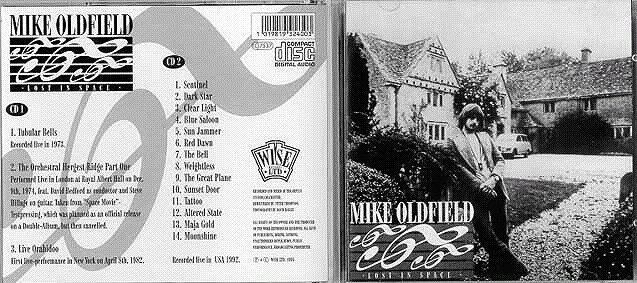 MIKE OLDFIELD
· LOST IN SPACE ·
CD 1
1. Tubular Bells
Recorded live in 1973.
2. The Orchestral Hergest Ridge Part One
Performed Live in London at Royal Albert Hall on Dec.
9th, 1974, feat. David Bedford as conductor and Steve
Hillage on guitar. Taken from "Space Movie"-
Testpressing, which was planned as an official release
on a Double-Album, but then cancelled.
3. Live Orabidoo
First live-performance in New York on April 8th, 1982.
CD 2
1. Sentinel
2. Dark Star
3. Clear Light
4. Blue Saloon
5. Sun Jammer
6. Red Dawn
7. The Bell
8. Weightless
9. The Great Plane
10. Sunset Door
11. Tattoo
12. Altered State
13. Maja Gold
14. Moonshine
Recorded live in USA 1992.
COMPACT
disc
DIGITAL AUDIO
WISE
LTD
MIKE OLDFIELD
· LOST IN SPACE ·